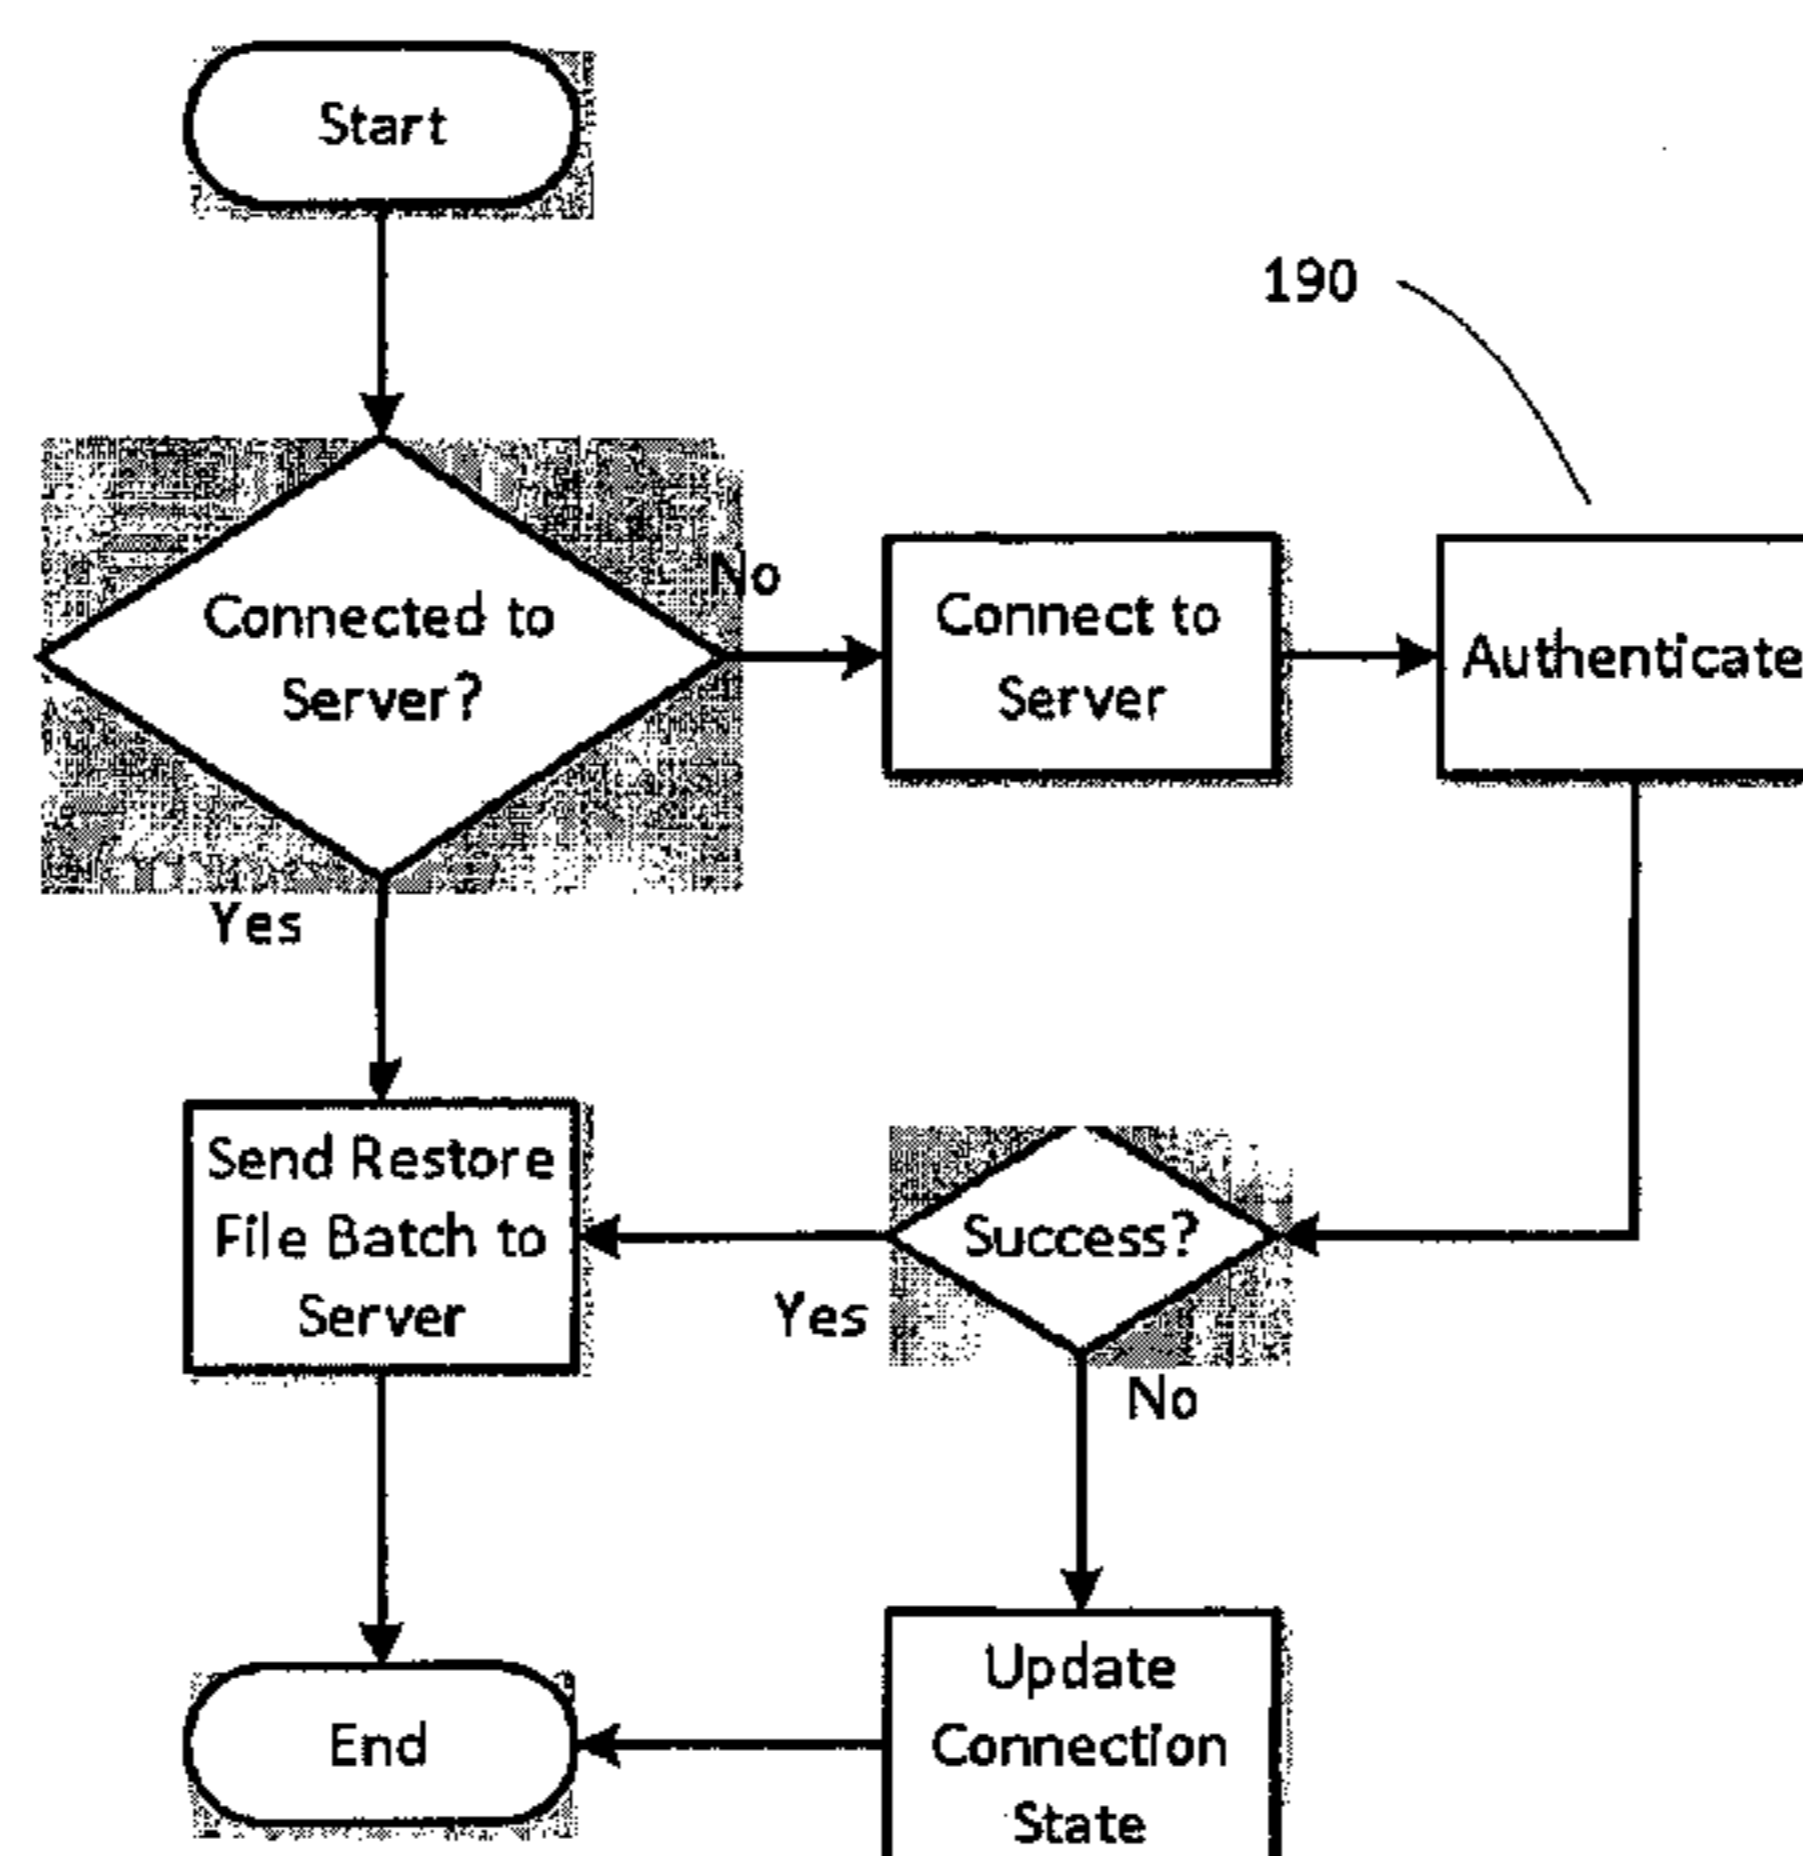 Start
190
No
Connected to
Server?
Connect to
Server
Authenticate
Yes
Send Restore
File Batch to
Server
Success?
Yes
No
Update
Connection
State
End